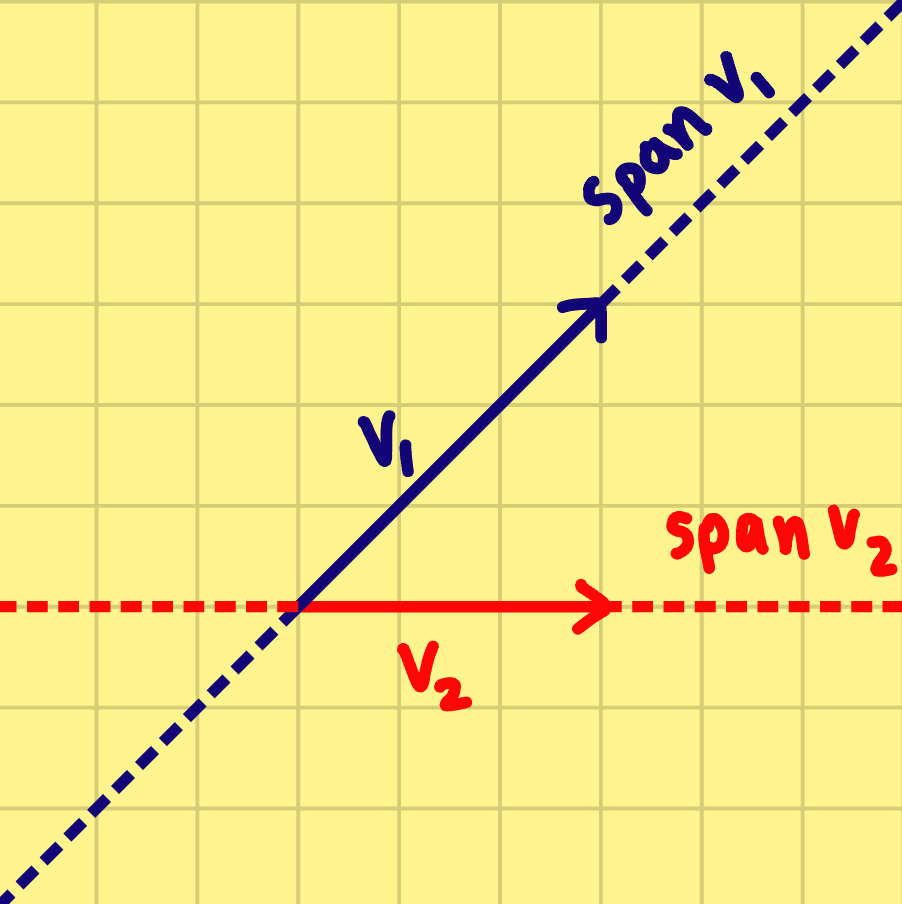 span v₁
v₁
span v₂
v₂